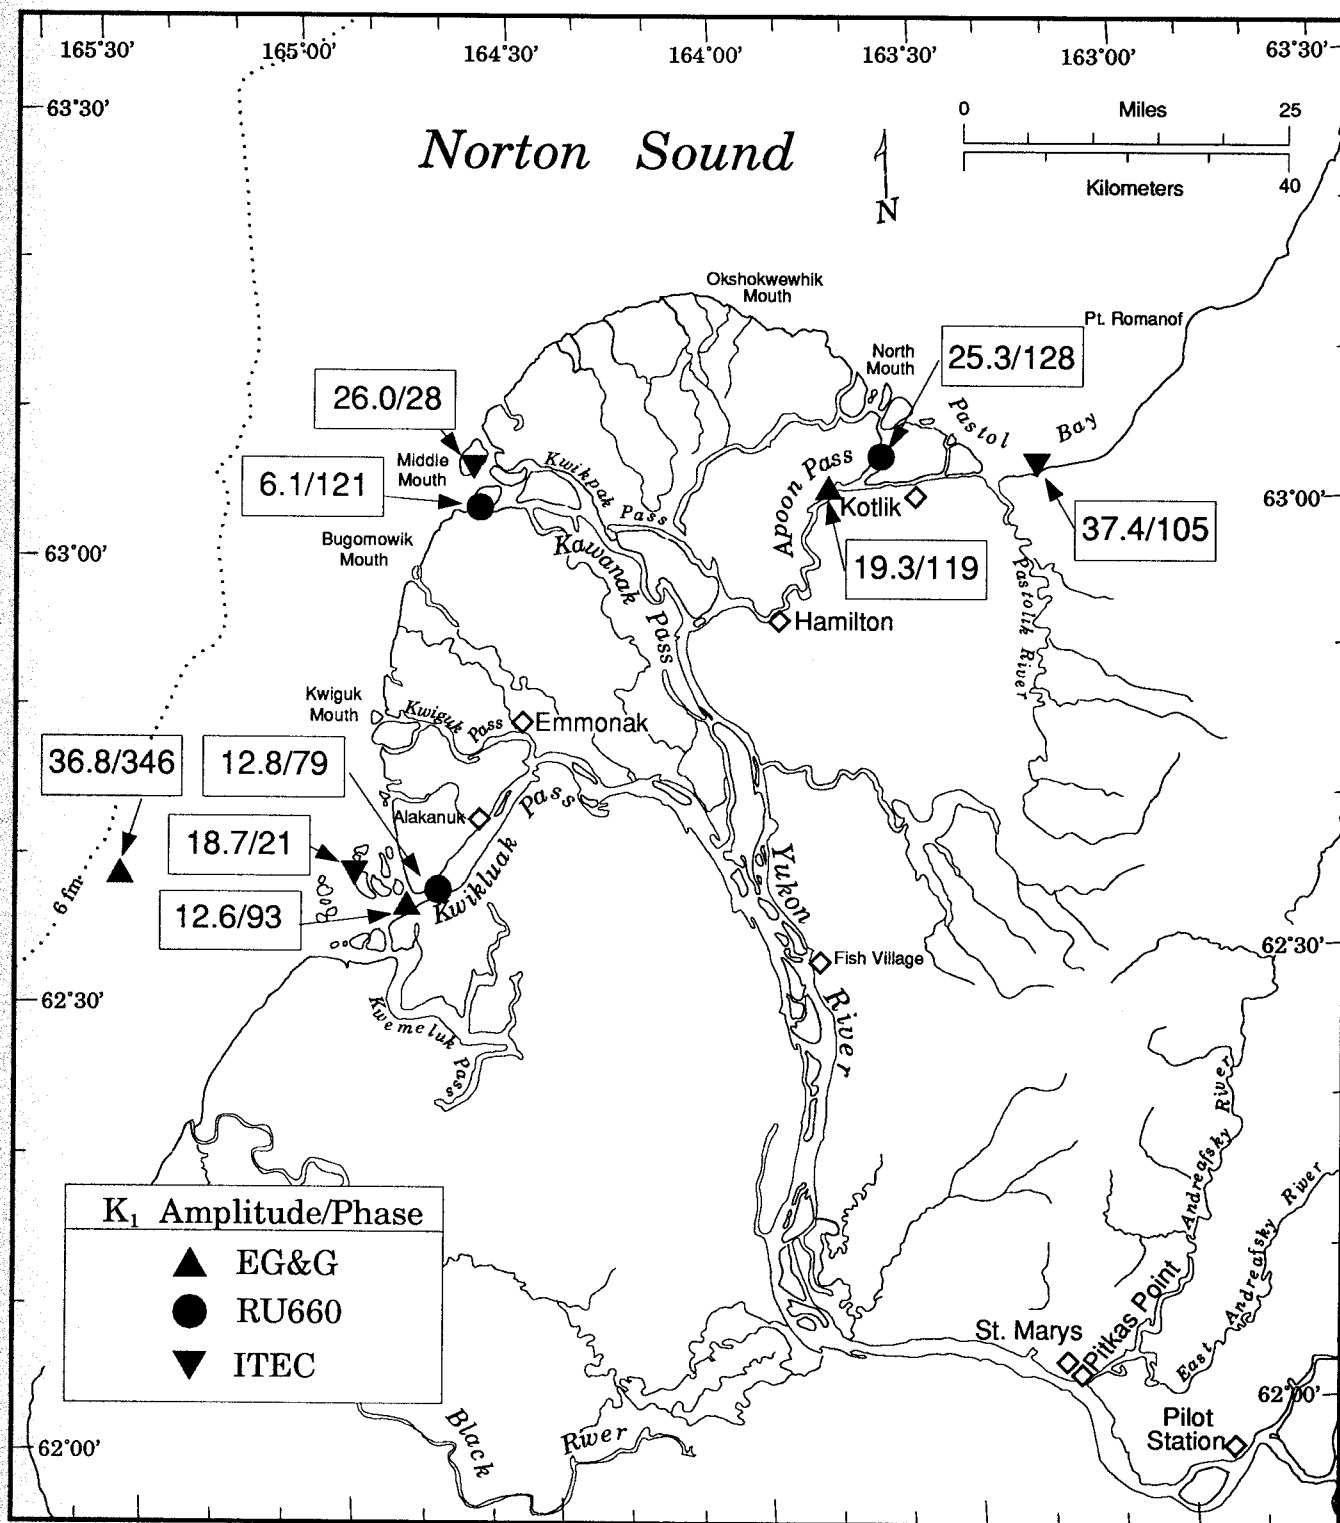 165°30' 165°00' 164°30' 164°00' 163°30' 163°00' 63°30'
63°30'
0 Miles 25
Kilometers 40
Norton Sound
N
Okshokwewhik
Mouth
Pt. Romanof
North
Mouth
25.3/128
26.0/28
Pastol Bay
Middle
Mouth
6.1/121
Kwikpak Pass
Apoon Pass
Kotlik
63°00'
37.4/105
Bugomowik
Mouth
63°00'
Kawanak Pass
19.3/119
Pastolik River
Hamilton
Kwiguk
Mouth
Kwiguk Pass
Emmonak
36.8/346
12.8/79
Alakanuk
Kwikluak Pass
18.7/21
6 fm
12.6/93
Yukon River
Fish Village
62°30'
62°30'
Kwemeluk Pass
Andreafsky River
East Andreafsky River
K₁ Amplitude/Phase
EG&G
RU660
ITEC
St. Marys
Pitkas Point
62°00'
Pilot
Station
62°00'
Black River